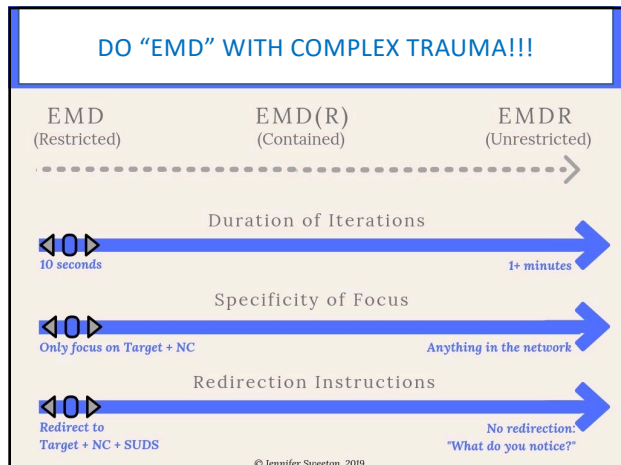 DO “EMD” WITH COMPLEX TRAUMA!!!
EMD EMD(R) EMDR
(Restricted) (Contained) (Unrestricted)
Duration of Iterations
10 seconds 1+ minutes
Specificity of Focus
Only focus on Target + NC Anything in the network
Redirection Instructions
Redirect to No redirection:
Target + NC + SUDS "What do you notice?"
© Jennifer Sweeton, 2019